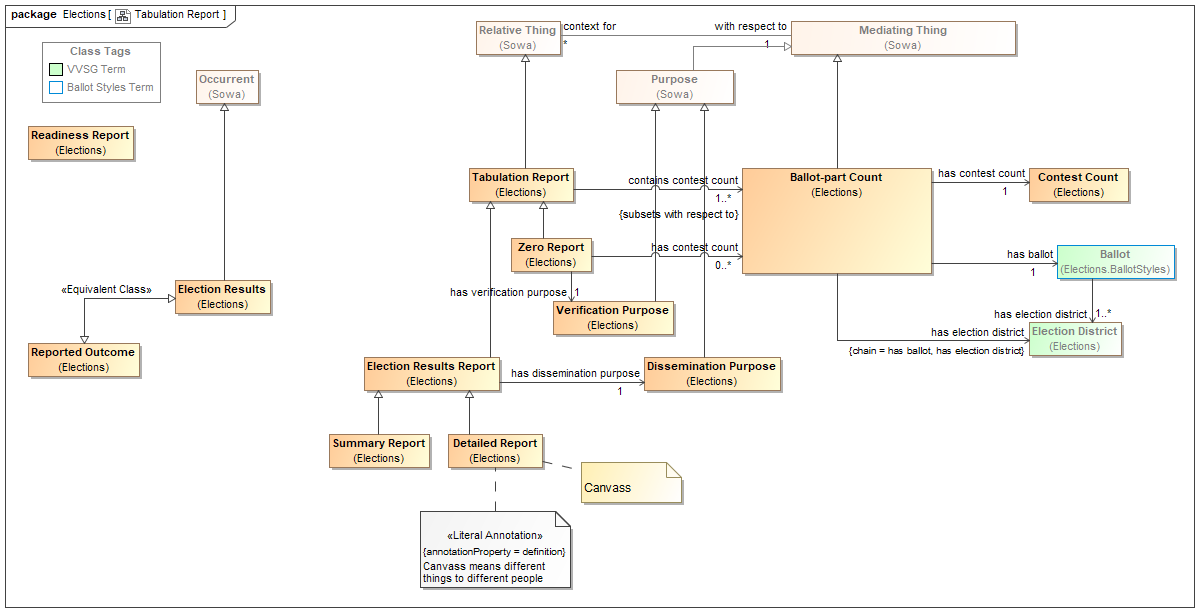 package Elections [ Tabulation Report ]
Class Tags
VVSG Term
Ballot Styles Term
Relative Thing
(Sowa)
context for
*
with respect to
1
Mediating Thing
(Sowa)
Occurrent
(Sowa)
Purpose
(Sowa)
Readiness Report
(Elections)
Tabulation Report
(Elections)
contains contest count
1..*
{subsets with respect to}
Ballot-part Count
(Elections)
has contest count
1
Contest Count
(Elections)
Zero Report
(Elections)
has contest count
0..*
has ballot
1
Ballot
(Elections.BallotStyles)
«Equivalent Class»
Election Results
(Elections)
has verification purpose
1
Verification Purpose
(Elections)
has election district
1..*
has election district
{chain = has ballot, has election district}
Election District
(Elections)
Reported Outcome
(Elections)
Election Results Report
(Elections)
has dissemination purpose
1
Dissemination Purpose
(Elections)
Summary Report
(Elections)
Detailed Report
(Elections)
Canvass
«Literal Annotation»
{annotationProperty = definition}
Canvass means different
things to different people